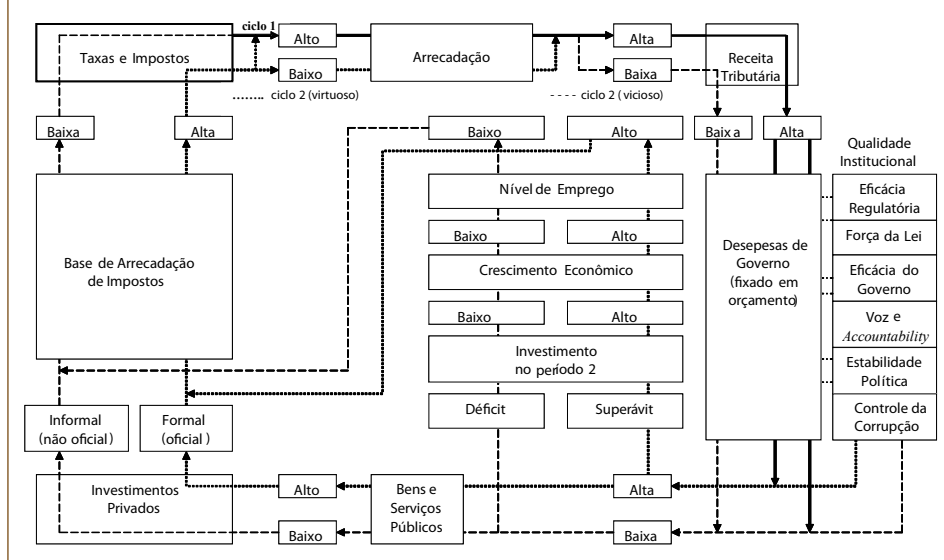 ciclo 1
Taxas e Impostos
Alto
Arrecadação
Alta
Receita
Tributária
Baixo
Baixa
........ ciclo 2 (virtuoso)
---- ciclo 2 (vicioso)
Baixa
Alta
Baixo
Alto
Baix a
Alta
Qualidade
Institucional
Base de Arrecadação
de Impostos
Nível de Emprego
Baixo
Alto
Crescimento Econômico
Baixo
Alto
Investimento
no período 2
Déficit
Superávit
Desepesas de
Governo
(fixado em
orçamento)
Eficácia
Regulatória
Força da Lei
Eficácia do
Governo
Voz e
Accountability
Estabilidade
Política
Controle da
Corrupção
Informal
(não oficial)
Formal
(oficial)
Investimentos
Privados
Alto
Baixo
Bens e
Serviços
Públicos
Alta
Baixa